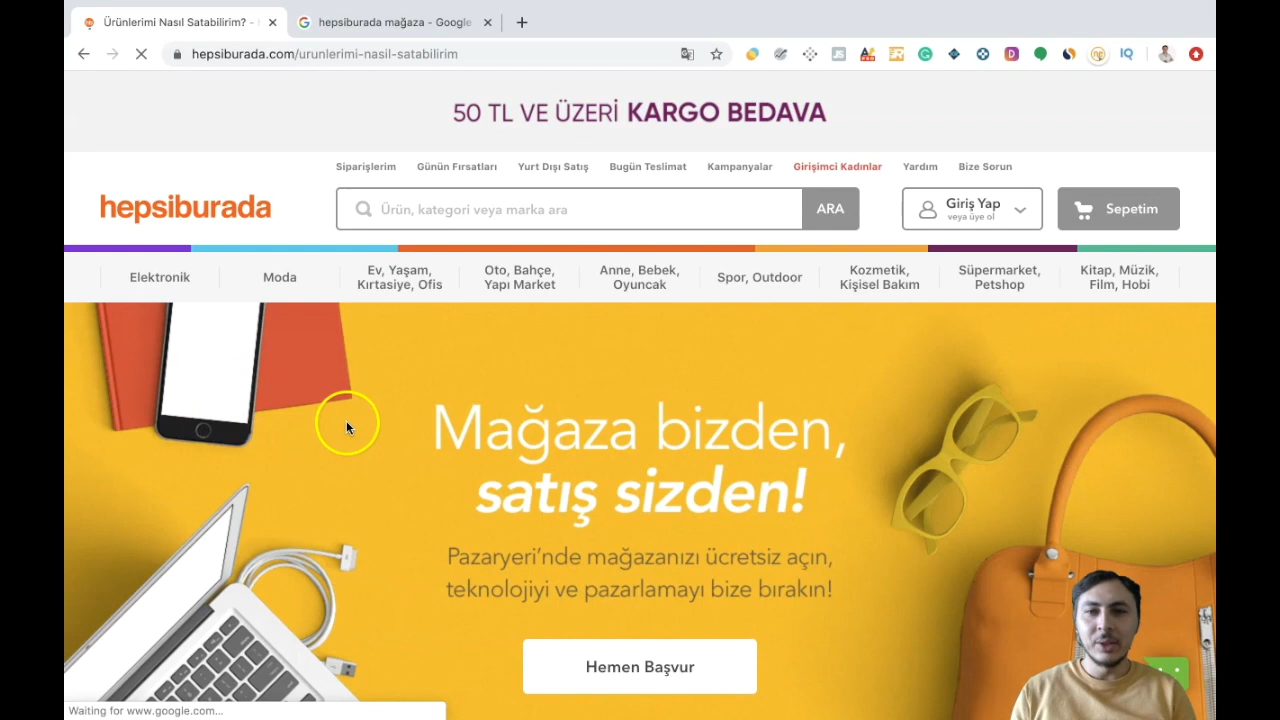 Ürünlerimi Nasıl Satabilirim? -
hepsiburada mağaza - Google
hepsiburada.com/urunlerimi-nasil-satabilirim
50 TL VE ÜZERİ KARGO BEDAVA
Siparişlerim Günün Fırsatları Yurt Dışı Satış Bugün Teslimat Kampanyalar Girişimci Kadınlar Yardım Bize Sorun
hepsiburada
Ürün, kategori veya marka ara
ARA
Giriş Yap
veya üye ol
Sepetim
Elektronik
Moda
Ev, Yaşam,
Kırtasiye, Ofis
Oto, Bahçe,
Yapı Market
Anne, Bebek,
Oyuncak
Spor, Outdoor
Kozmetik,
Kişisel Bakım
Süpermarket,
Petshop
Kitap, Müzik,
Film, Hobi
Mağaza bizden,
satış sizden!
Pazaryeri’nde mağazanızı ücretsiz açın,
teknolojiyi ve pazarlamayı bize bırakın!
Hemen Başvur
Waiting for www.google.com...